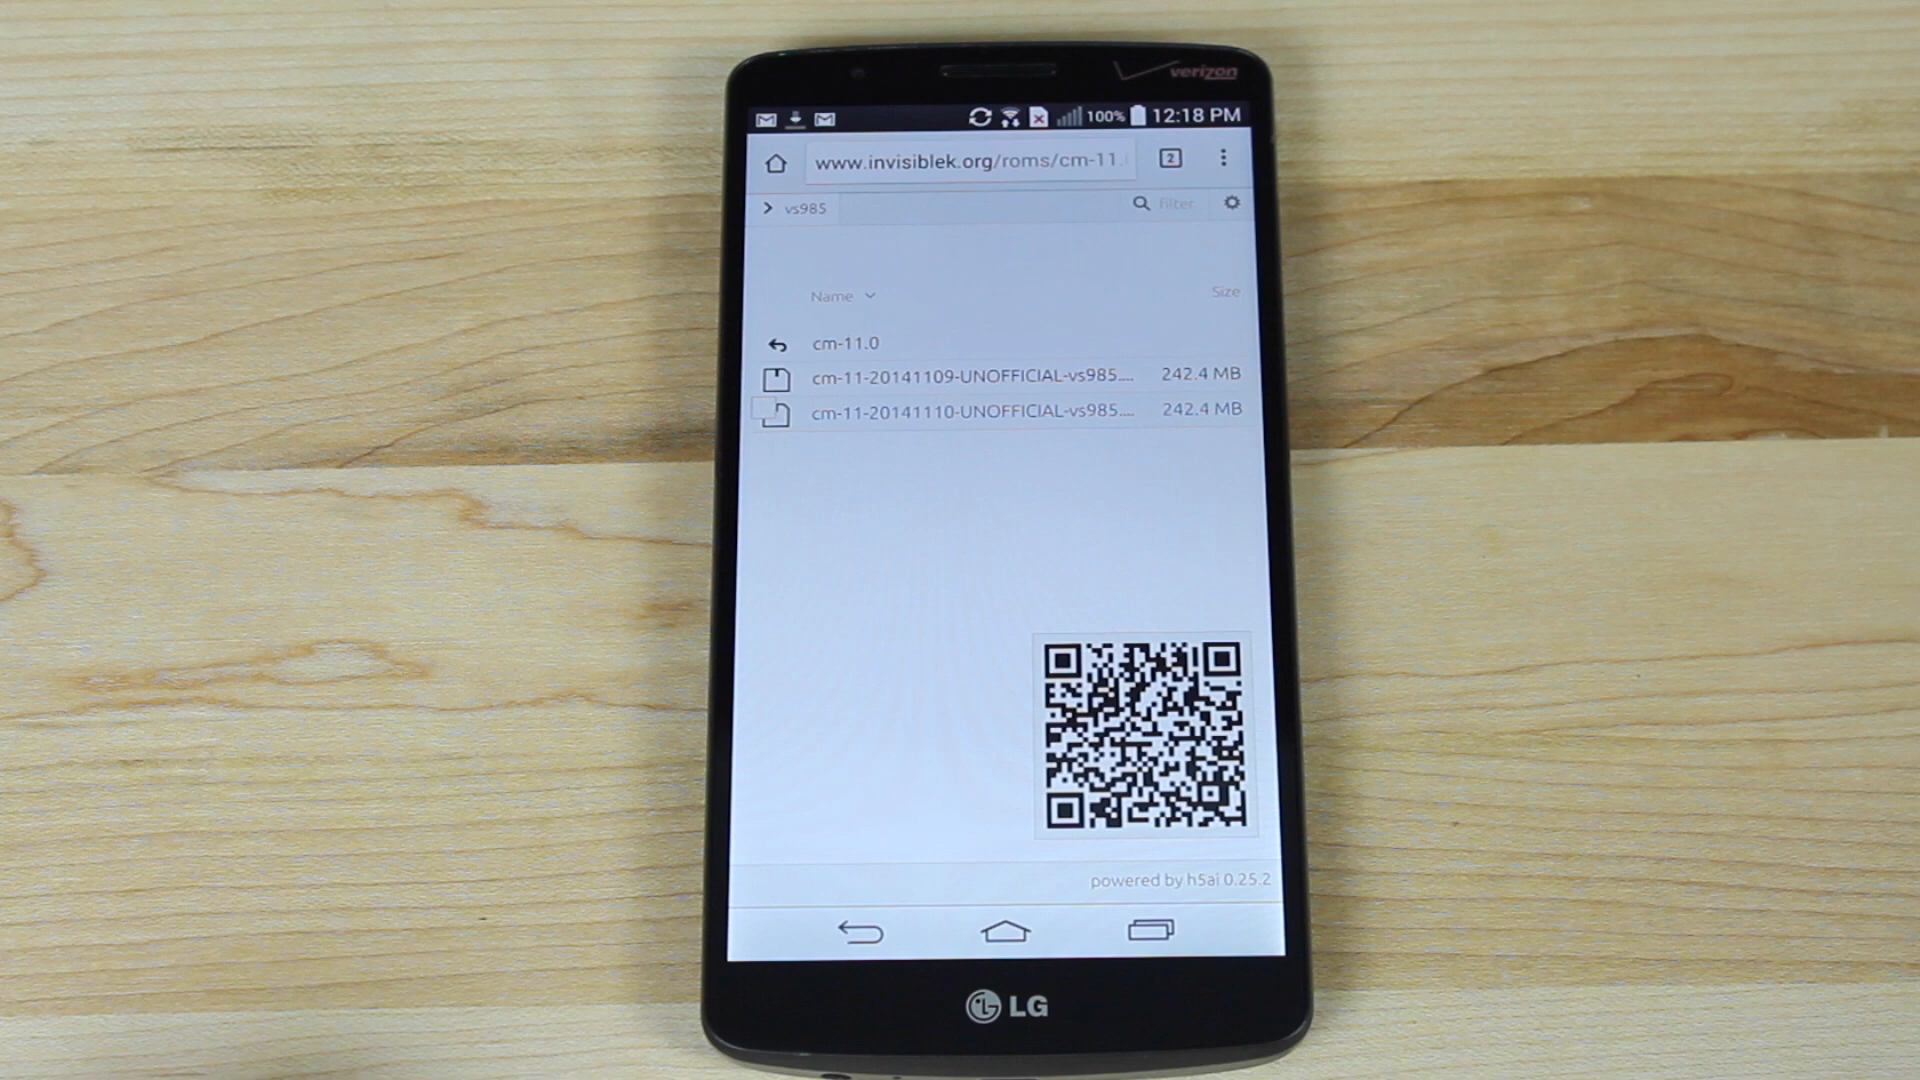 verizon
100% 12:18 PM
www.invisiblek.org/roms/cm-11.
2
vs985
filter
Name Size
cm-11.0
cm-11-20141109-UNOFFICIAL-vs985.... 242.4 MB
cm-11-20141110-UNOFFICIAL-vs985.... 242.4 MB
powered by h5ai 0.25.2
LG